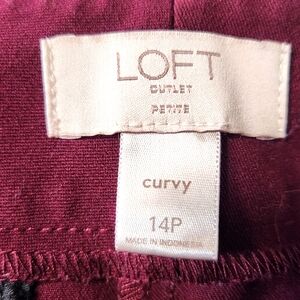 LOFT
OUTLET
PETITE
curvy
14P
MADE IN INDONESIA